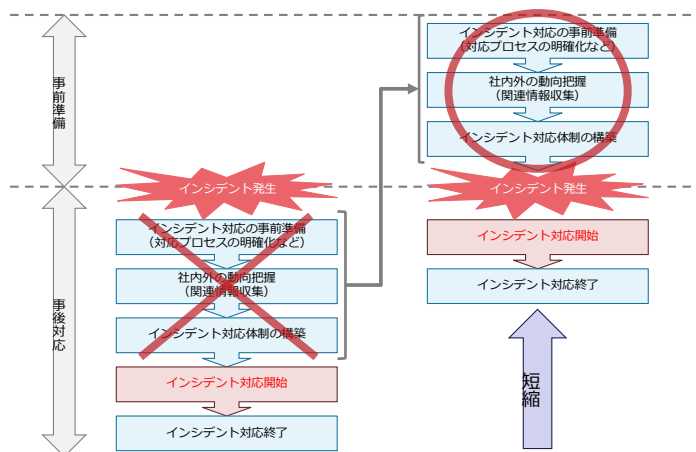 事前準備
インシデント対応の事前準備
(対応プロセスの明確化など)
社内外の動向把握
(関連情報収集)
インシデント対応体制の構築
インシデント発生
インシデント対応開始
インシデント対応終了
短縮
事後対応
インシデント発生
インシデント対応の事前準備
(対応プロセスの明確化など)
社内外の動向把握
(関連情報収集)
インシデント対応体制の構築
インシデント対応開始
インシデント対応終了